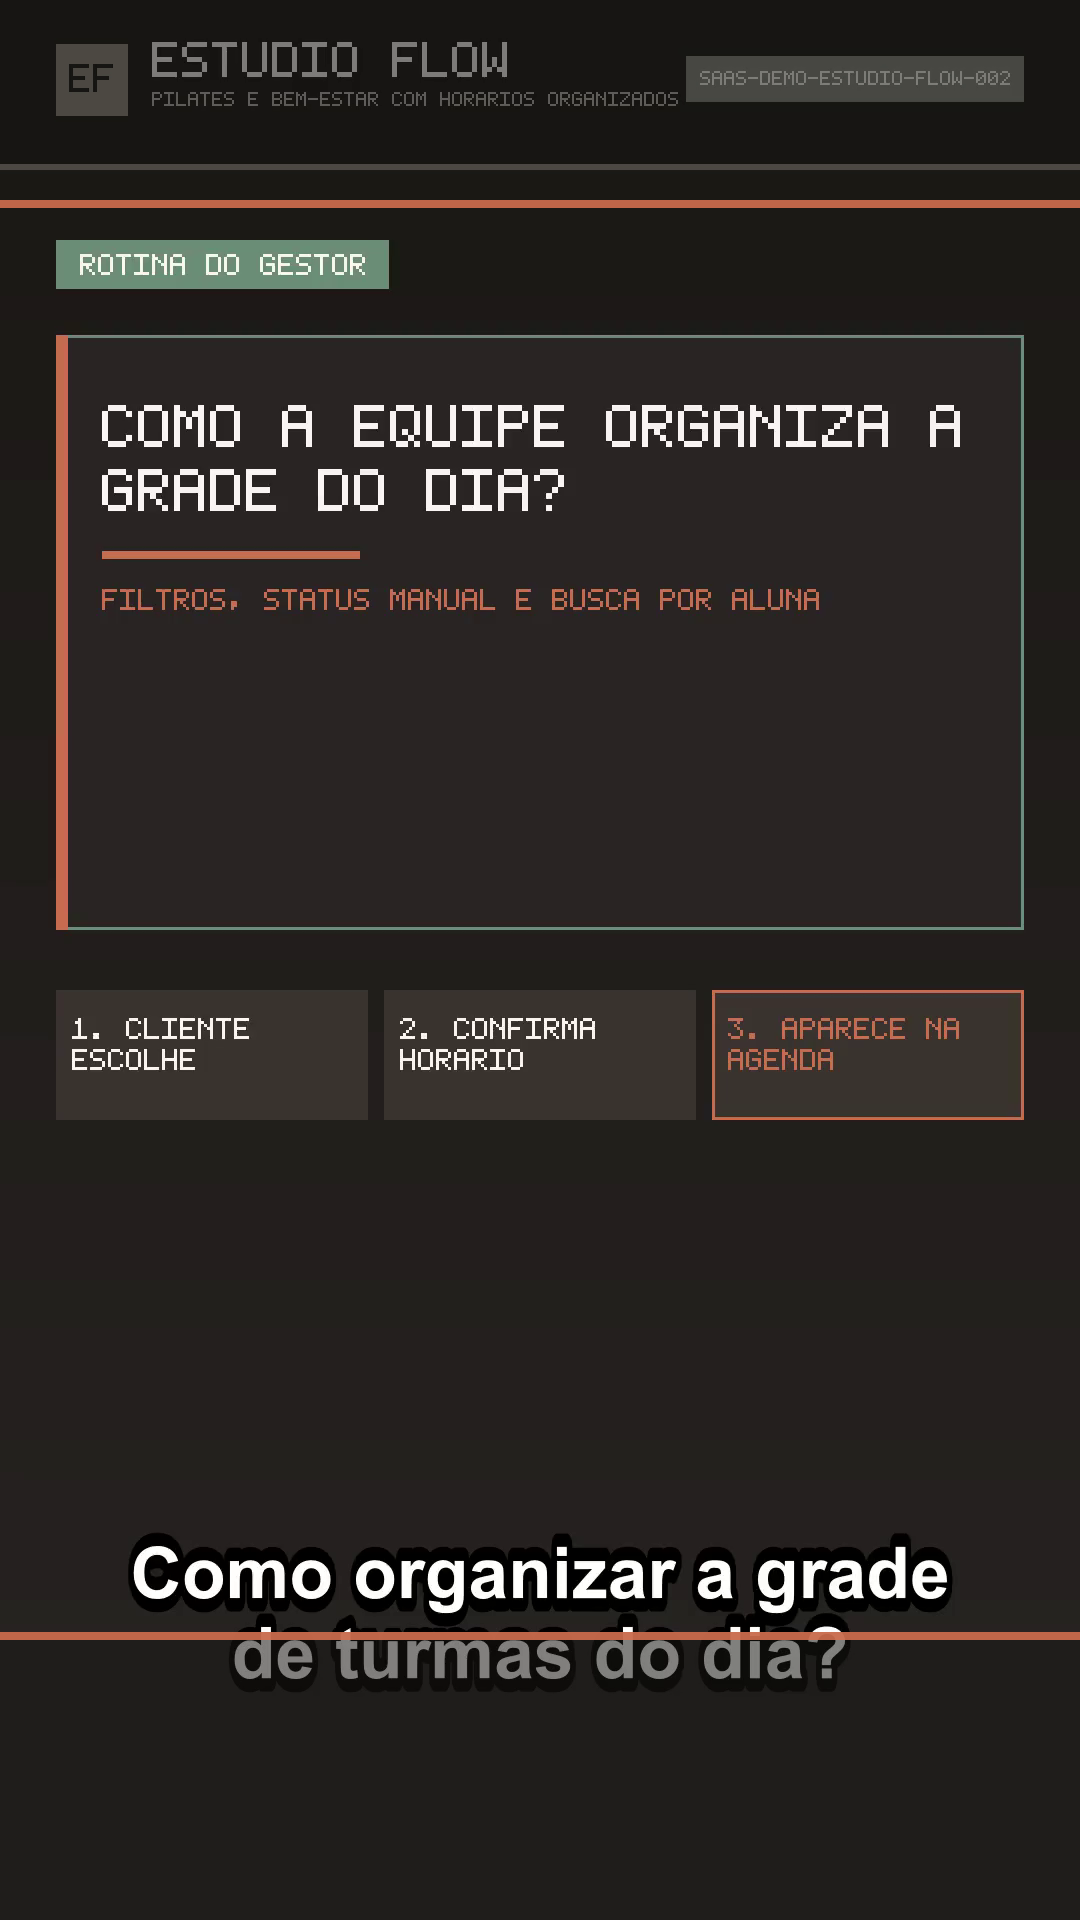 EF
ESTUDIO FLOW
PILATES E BEM-ESTAR COM HORARIOS ORGANIZADOS
SAAS-DEMO-ESTUDIO-FLOW-002
ROTINA DO GESTOR
COMO A EQUIPE ORGANIZA A
GRADE DO DIA?
FILTROS, STATUS MANUAL E BUSCA POR ALUNA
1. CLIENTE
ESCOLHE
2. CONFIRMA
HORARIO
3. APARECE NA
AGENDA
Como organizar a grade
de turmas do dia?